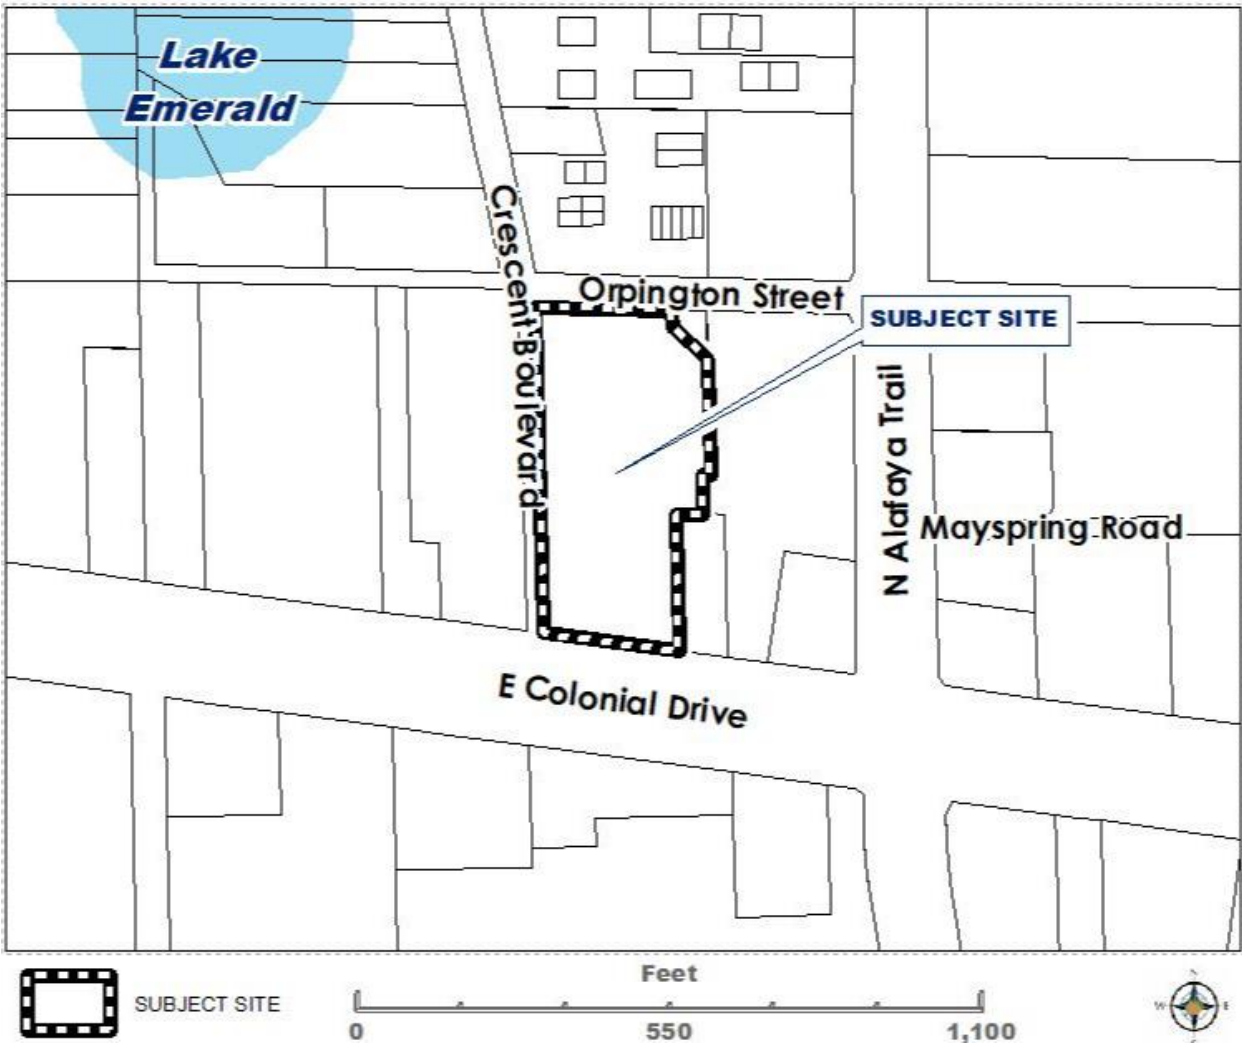 Lake
Emerald
Crescent Boulevard
Orpington Street
SUBJECT SITE
N Alafaya Trail
Mayspring Road
E Colonial Drive
SUBJECT SITE
Feet
0 550 1,100
N
W E
S